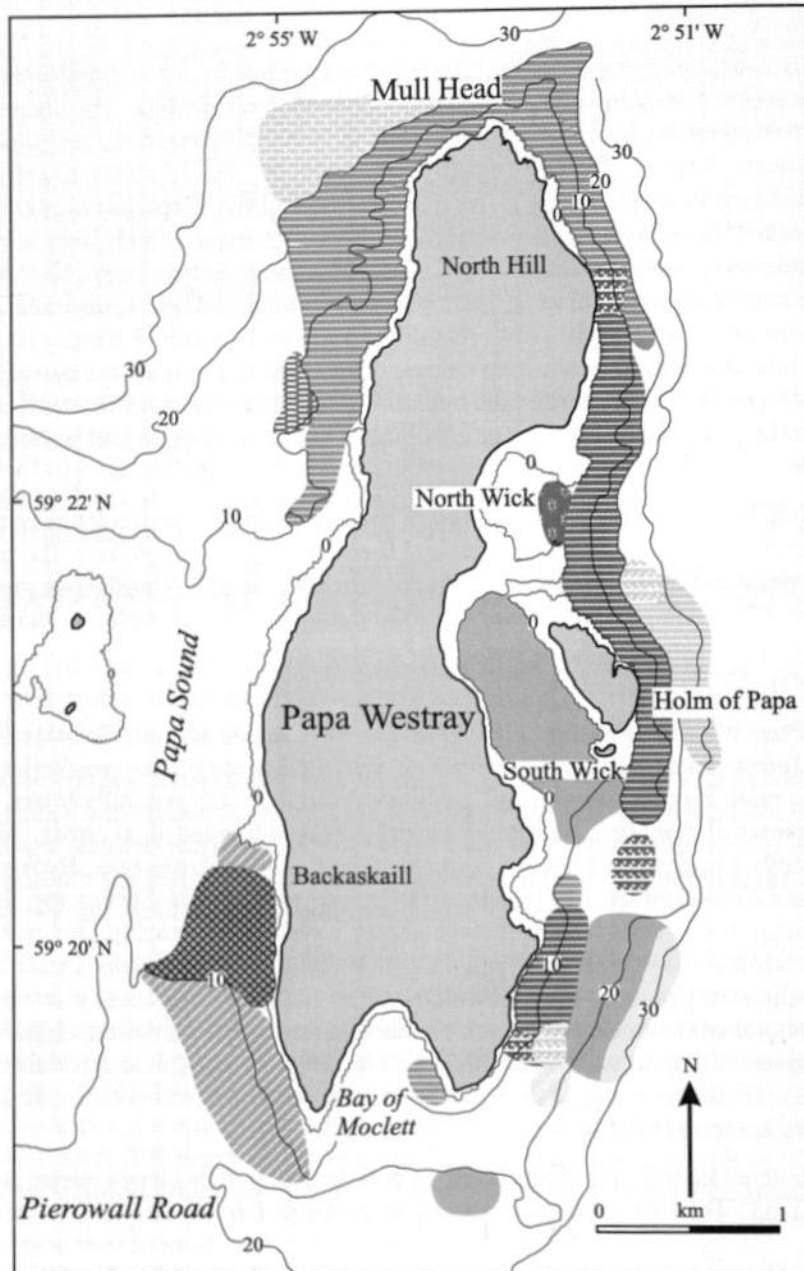 2° 55' W
30
2° 51' W
Mull Head
30
20
10
0
North Hill
30
20
0
North Wick
59° 22' N
10
0
0
Papa Sound
Papa Westray
Holm of Papa
South Wick
0
0
Backaskaill
59° 20' N
10
10
20
30
Bay of
Moclett
N
Pierowall Road
0 km 1
20